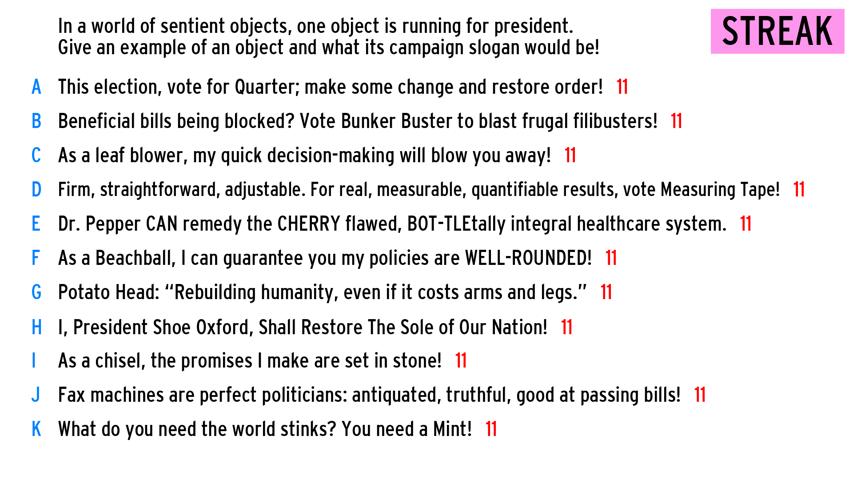 In a world of sentient objects, one object is running for president.
Give an example of an object and what its campaign slogan would be!
STREAK
A This election, vote for Quarter; make some change and restore order! 11
B Beneficial bills being blocked? Vote Bunker Buster to blast frugal filibusters! 11
C As a leaf blower, my quick decision-making will blow you away! 11
D Firm, straightforward, adjustable. For real, measurable, quantifiable results, vote Measuring Tape! 11
E Dr. Pepper CAN remedy the CHERRY flawed, BOT-TLEtally integral healthcare system. 11
F As a Beachball, I can guarantee you my policies are WELL-ROUNDED! 11
G Potato Head: “Rebuilding humanity, even if it costs arms and legs.” 11
H I, President Shoe Oxford, Shall Restore The Sole of Our Nation! 11
I As a chisel, the promises I make are set in stone! 11
J Fax machines are perfect politicians: antiquated, truthful, good at passing bills! 11
K What do you need the world stinks? You need a Mint! 11